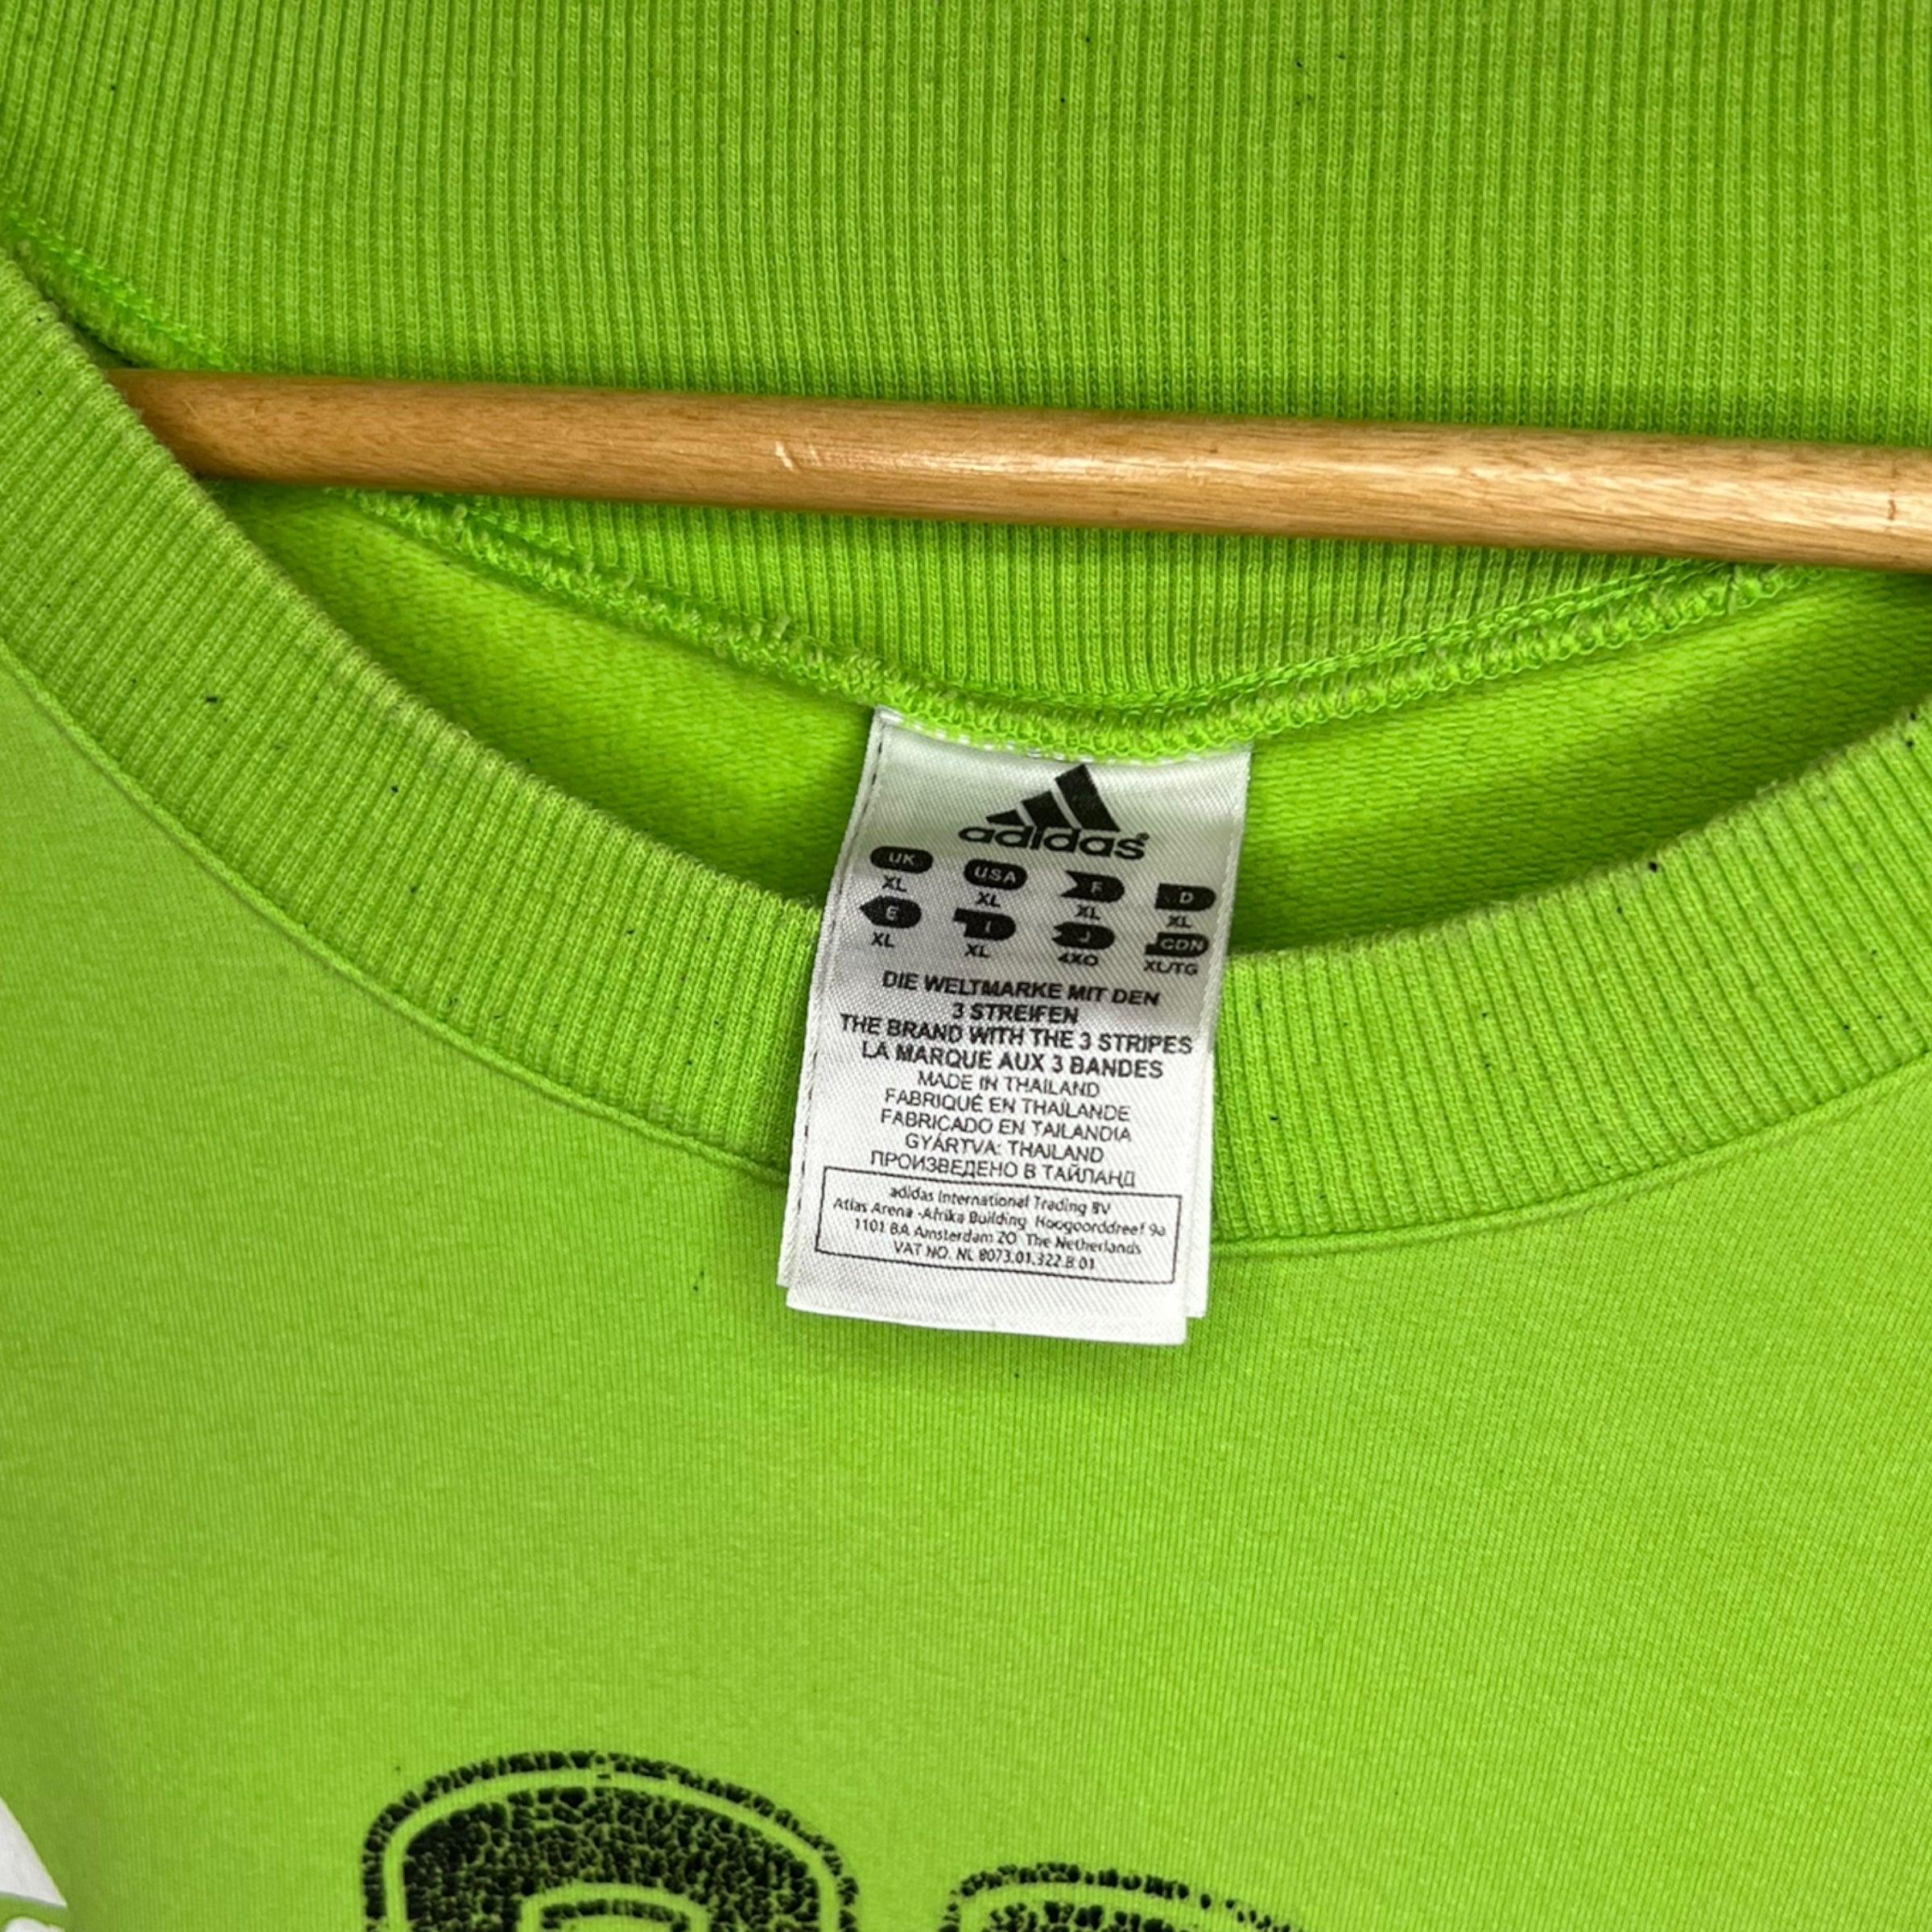 adidas®
UK USA F D
XL XL XL XL
E I J CDN
XL XL 4XO XL/TG
DIE WELTMARKE MIT DEN
3 STREIFEN
THE BRAND WITH THE 3 STRIPES
LA MARQUE AUX 3 BANDES
MADE IN THAILAND
FABRIQUÉ EN THAÏLANDE
FABRICADO EN TAILANDIA
GYÁRTVA: THAILAND
ПРОИЗВЕДЕНО В ТАЙЛАНД
adidas International Trading BV
Atlas Arena -Afrika Building Hoogoorddreef 9a
1101 BA Amsterdam ZO The Netherlands
VAT NO. NL 8073.01.322.B.01